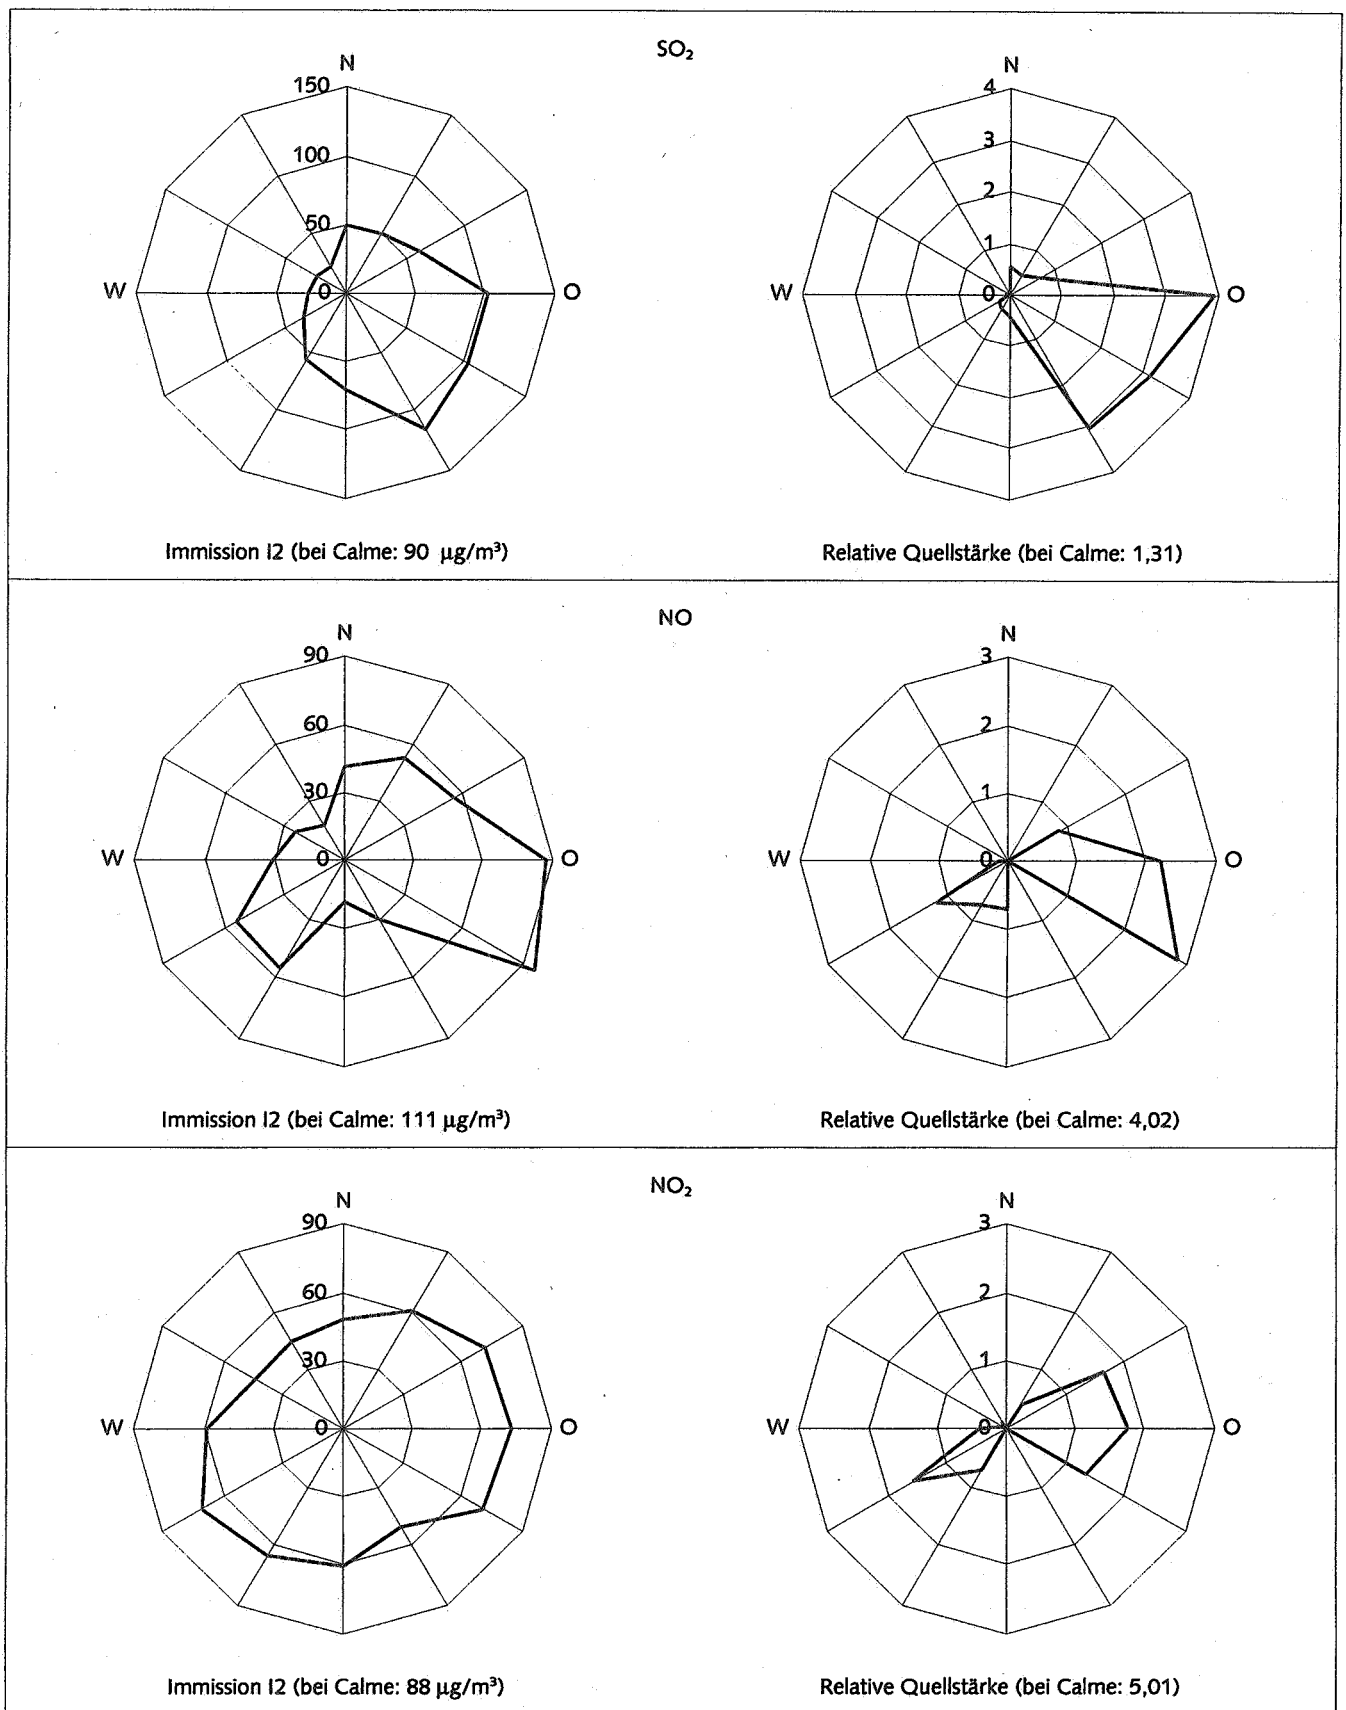 SO₂
N
150
100
50
0
W
O
Immission I2 (bei Calme: 90 µg/m³)
N
4
3
2
1
0
W
O
Relative Quellstärke (bei Calme: 1,31)
NO
N
90
60
30
0
W
O
Immission I2 (bei Calme: 111 µg/m³)
N
3
2
1
0
W
O
Relative Quellstärke (bei Calme: 4,02)
NO₂
N
90
60
30
0
W
O
Immission I2 (bei Calme: 88 µg/m³)
N
3
2
1
0
W
O
Relative Quellstärke (bei Calme: 5,01)